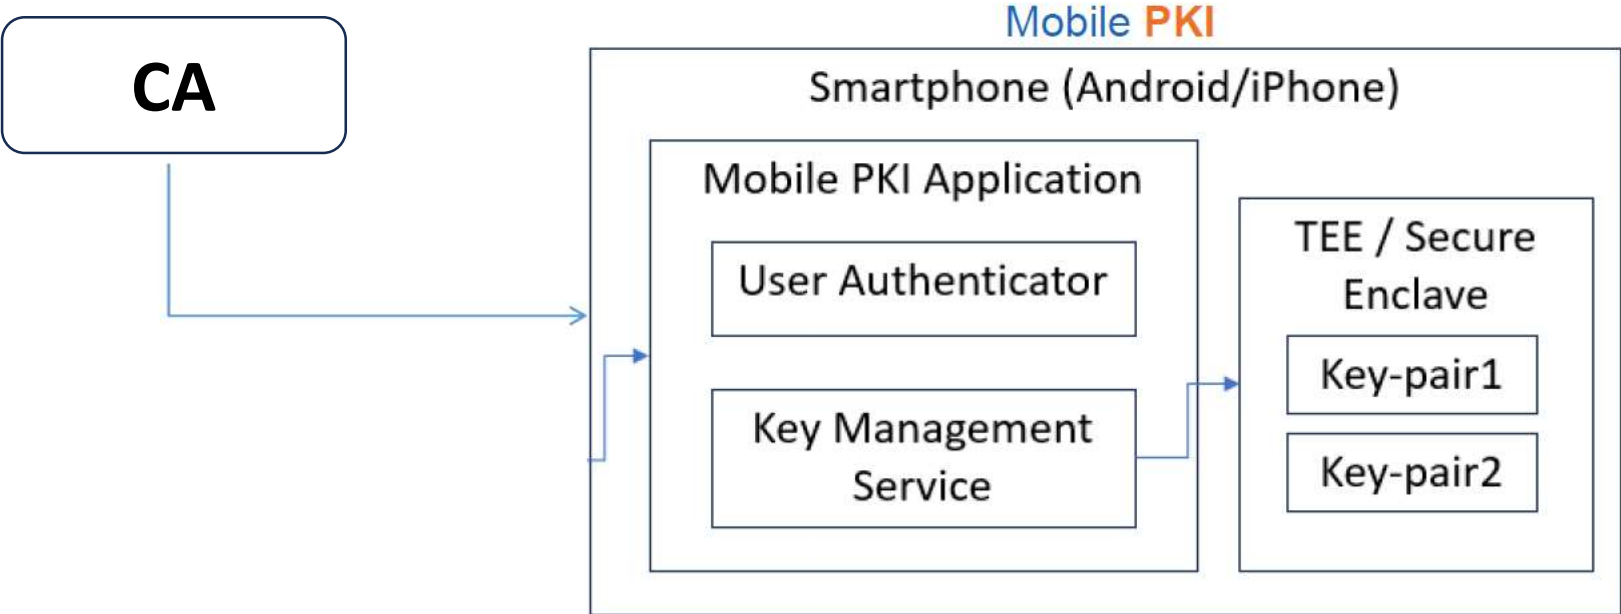 Mobile PKI
CA
Smartphone (Android/iPhone)
Mobile PKI Application
User Authenticator
Key Management
Service
TEE / Secure
Enclave
Key-pair1
Key-pair2